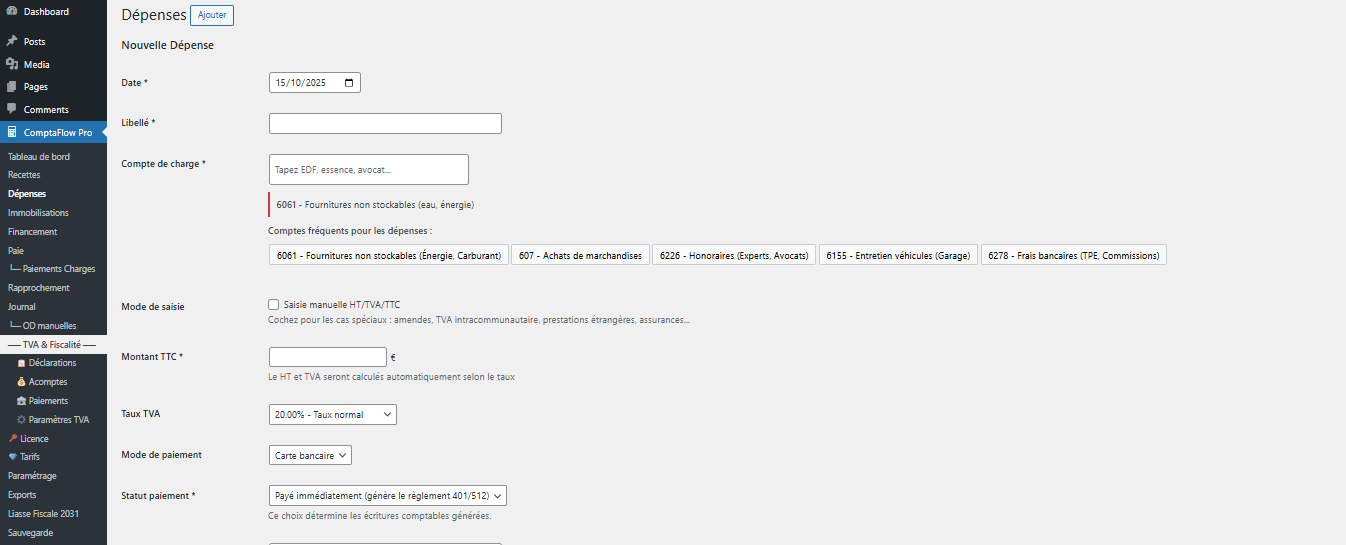 Dashboard
Posts
Media
Pages
Comments
ComptaFlow Pro
Tableau de bord
Recettes
Dépenses
Immobilisations
Financement
Paie
Paiements Charges
Rapprochement
Journal
OD manuelles
TVA & Fiscalité
Déclarations
Acomptes
Paiements
Paramètres TVA
Licence
Tarifs
Paramétrage
Exports
Liasse Fiscale 2031
Sauvegarde
Dépenses Ajouter
Nouvelle Dépense
Date * 15/10/2025
Libellé *
Compte de charge * Tapez EDF, essence, avocat...
6061 - Fournitures non stockables (eau, énergie)
Comptes fréquents pour les dépenses :
6061 - Fournitures non stockables (Énergie, Carburant) 607 - Achats de marchandises 6226 - Honoraires (Experts, Avocats) 6155 - Entretien véhicules (Garage) 6278 - Frais bancaires (TPE, Commissions)
Mode de saisie Saisie manuelle HT/TVA/TTC
Cochez pour les cas spéciaux : amendes, TVA intracommunautaire, prestations étrangères, assurances...
Montant TTC * €
Le HT et TVA seront calculés automatiquement selon le taux
Taux TVA 20.00% - Taux normal
Mode de paiement Carte bancaire
Statut paiement * Payé immédiatement (génère le règlement 401/512)
Ce choix détermine les écritures comptables générées.